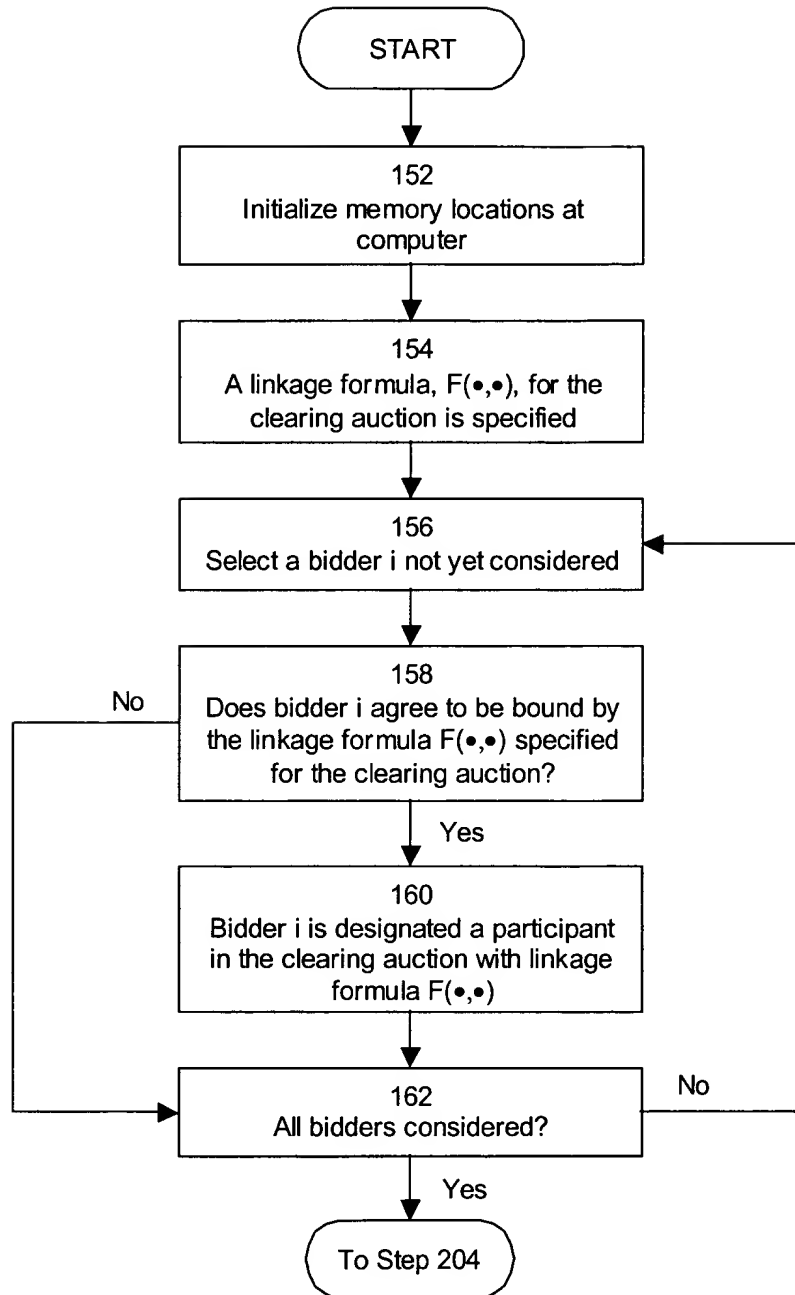 START
152
Initialize memory locations at
computer
154
A linkage formula, F(•,•), for the
clearing auction is specified
156
Select a bidder i not yet considered
158
No
Does bidder i agree to be bound by
the linkage formula F(•,•) specified
for the clearing auction?
Yes
160
Bidder i is designated a participant
in the clearing auction with linkage
formula F(•,•)
162
No
All bidders considered?
Yes
To Step 204